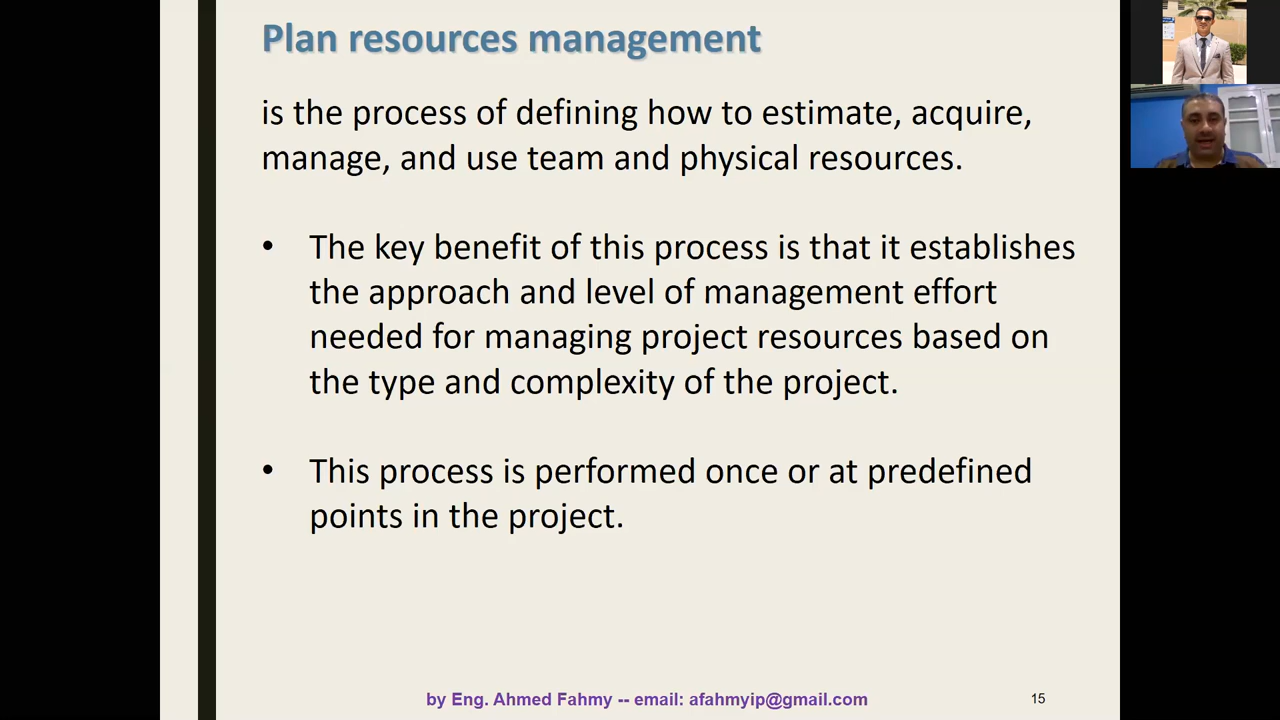 Plan resources management
is the process of defining how to estimate, acquire,
manage, and use team and physical resources.
• The key benefit of this process is that it establishes
the approach and level of management effort
needed for managing project resources based on
the type and complexity of the project.
• This process is performed once or at predefined
points in the project.
by Eng. Ahmed Fahmy -- email: afahmyip@gmail.com
15